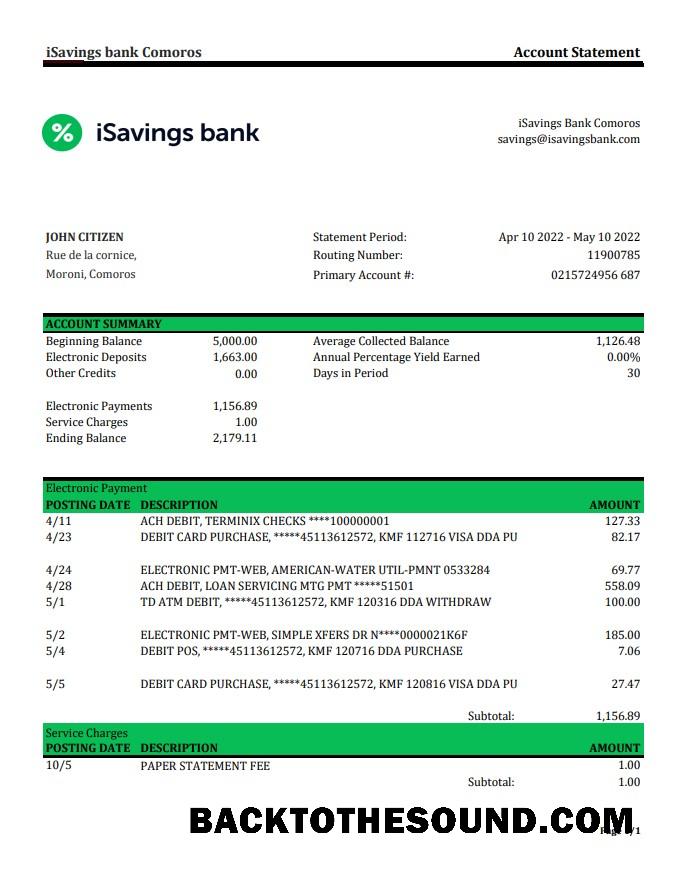 iSavings bank Comoros Account Statement
% iSavings bank
iSavings Bank Comoros
savings@isavingsbank.com
JOHN CITIZEN
Rue de la cornice,
Moroni, Comoros
Statement Period: Apr 10 2022 - May 10 2022
Routing Number: 11900785
Primary Account #: 0215724956 687
ACCOUNT SUMMARY
Beginning Balance 5,000.00 Average Collected Balance 1,126.48
Electronic Deposits 1,663.00 Annual Percentage Yield Earned 0.00%
Other Credits 0.00 Days in Period 30
Electronic Payments 1,156.89
Service Charges 1.00
Ending Balance 2,179.11
Electronic Payment
POSTING DATE DESCRIPTION AMOUNT
4/11 ACH DEBIT, TERMINIX CHECKS ****100000001 127.33
4/23 DEBIT CARD PURCHASE, *****45113612572, KMF 112716 VISA DDA PU 82.17
4/24 ELECTRONIC PMT-WEB, AMERICAN-WATER UTIL-PMNT 0533284 69.77
4/28 ACH DEBIT, LOAN SERVICING MTG PMT *****51501 558.09
5/1 TD ATM DEBIT, *****45113612572, KMF 120316 DDA WITHDRAW 100.00
5/2 ELECTRONIC PMT-WEB, SIMPLE XFERS DR N****0000021K6F 185.00
5/4 DEBIT POS, *****45113612572, KMF 120716 DDA PURCHASE 7.06
5/5 DEBIT CARD PURCHASE, *****45113612572, KMF 120816 VISA DDA PU 27.47
Subtotal: 1,156.89
Service Charges
POSTING DATE DESCRIPTION AMOUNT
10/5 PAPER STATEMENT FEE 1.00
Subtotal: 1.00
BACKTOTHESOUND.COM